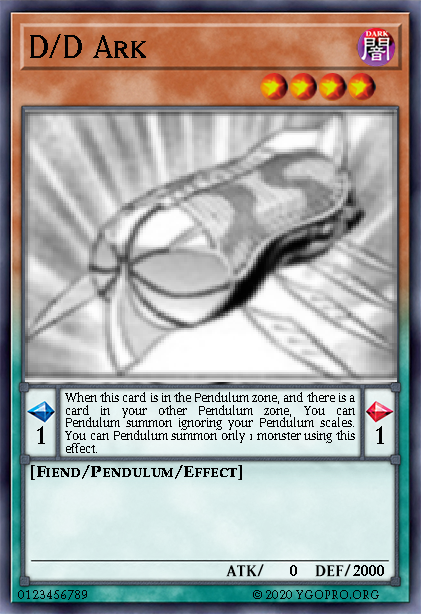 D/D Ark
DARK
闇
When this card is in the Pendulum zone, and there is a
card in your other Pendulum zone, You can
Pendulum summon ignoring your Pendulum scales.
You can Pendulum summon only 1 monster using this
effect.
1
1
[Fiend/Pendulum/Effect]
ATK/ 0 DEF/2000
0123456789 © 2020 YGOPRO.ORG